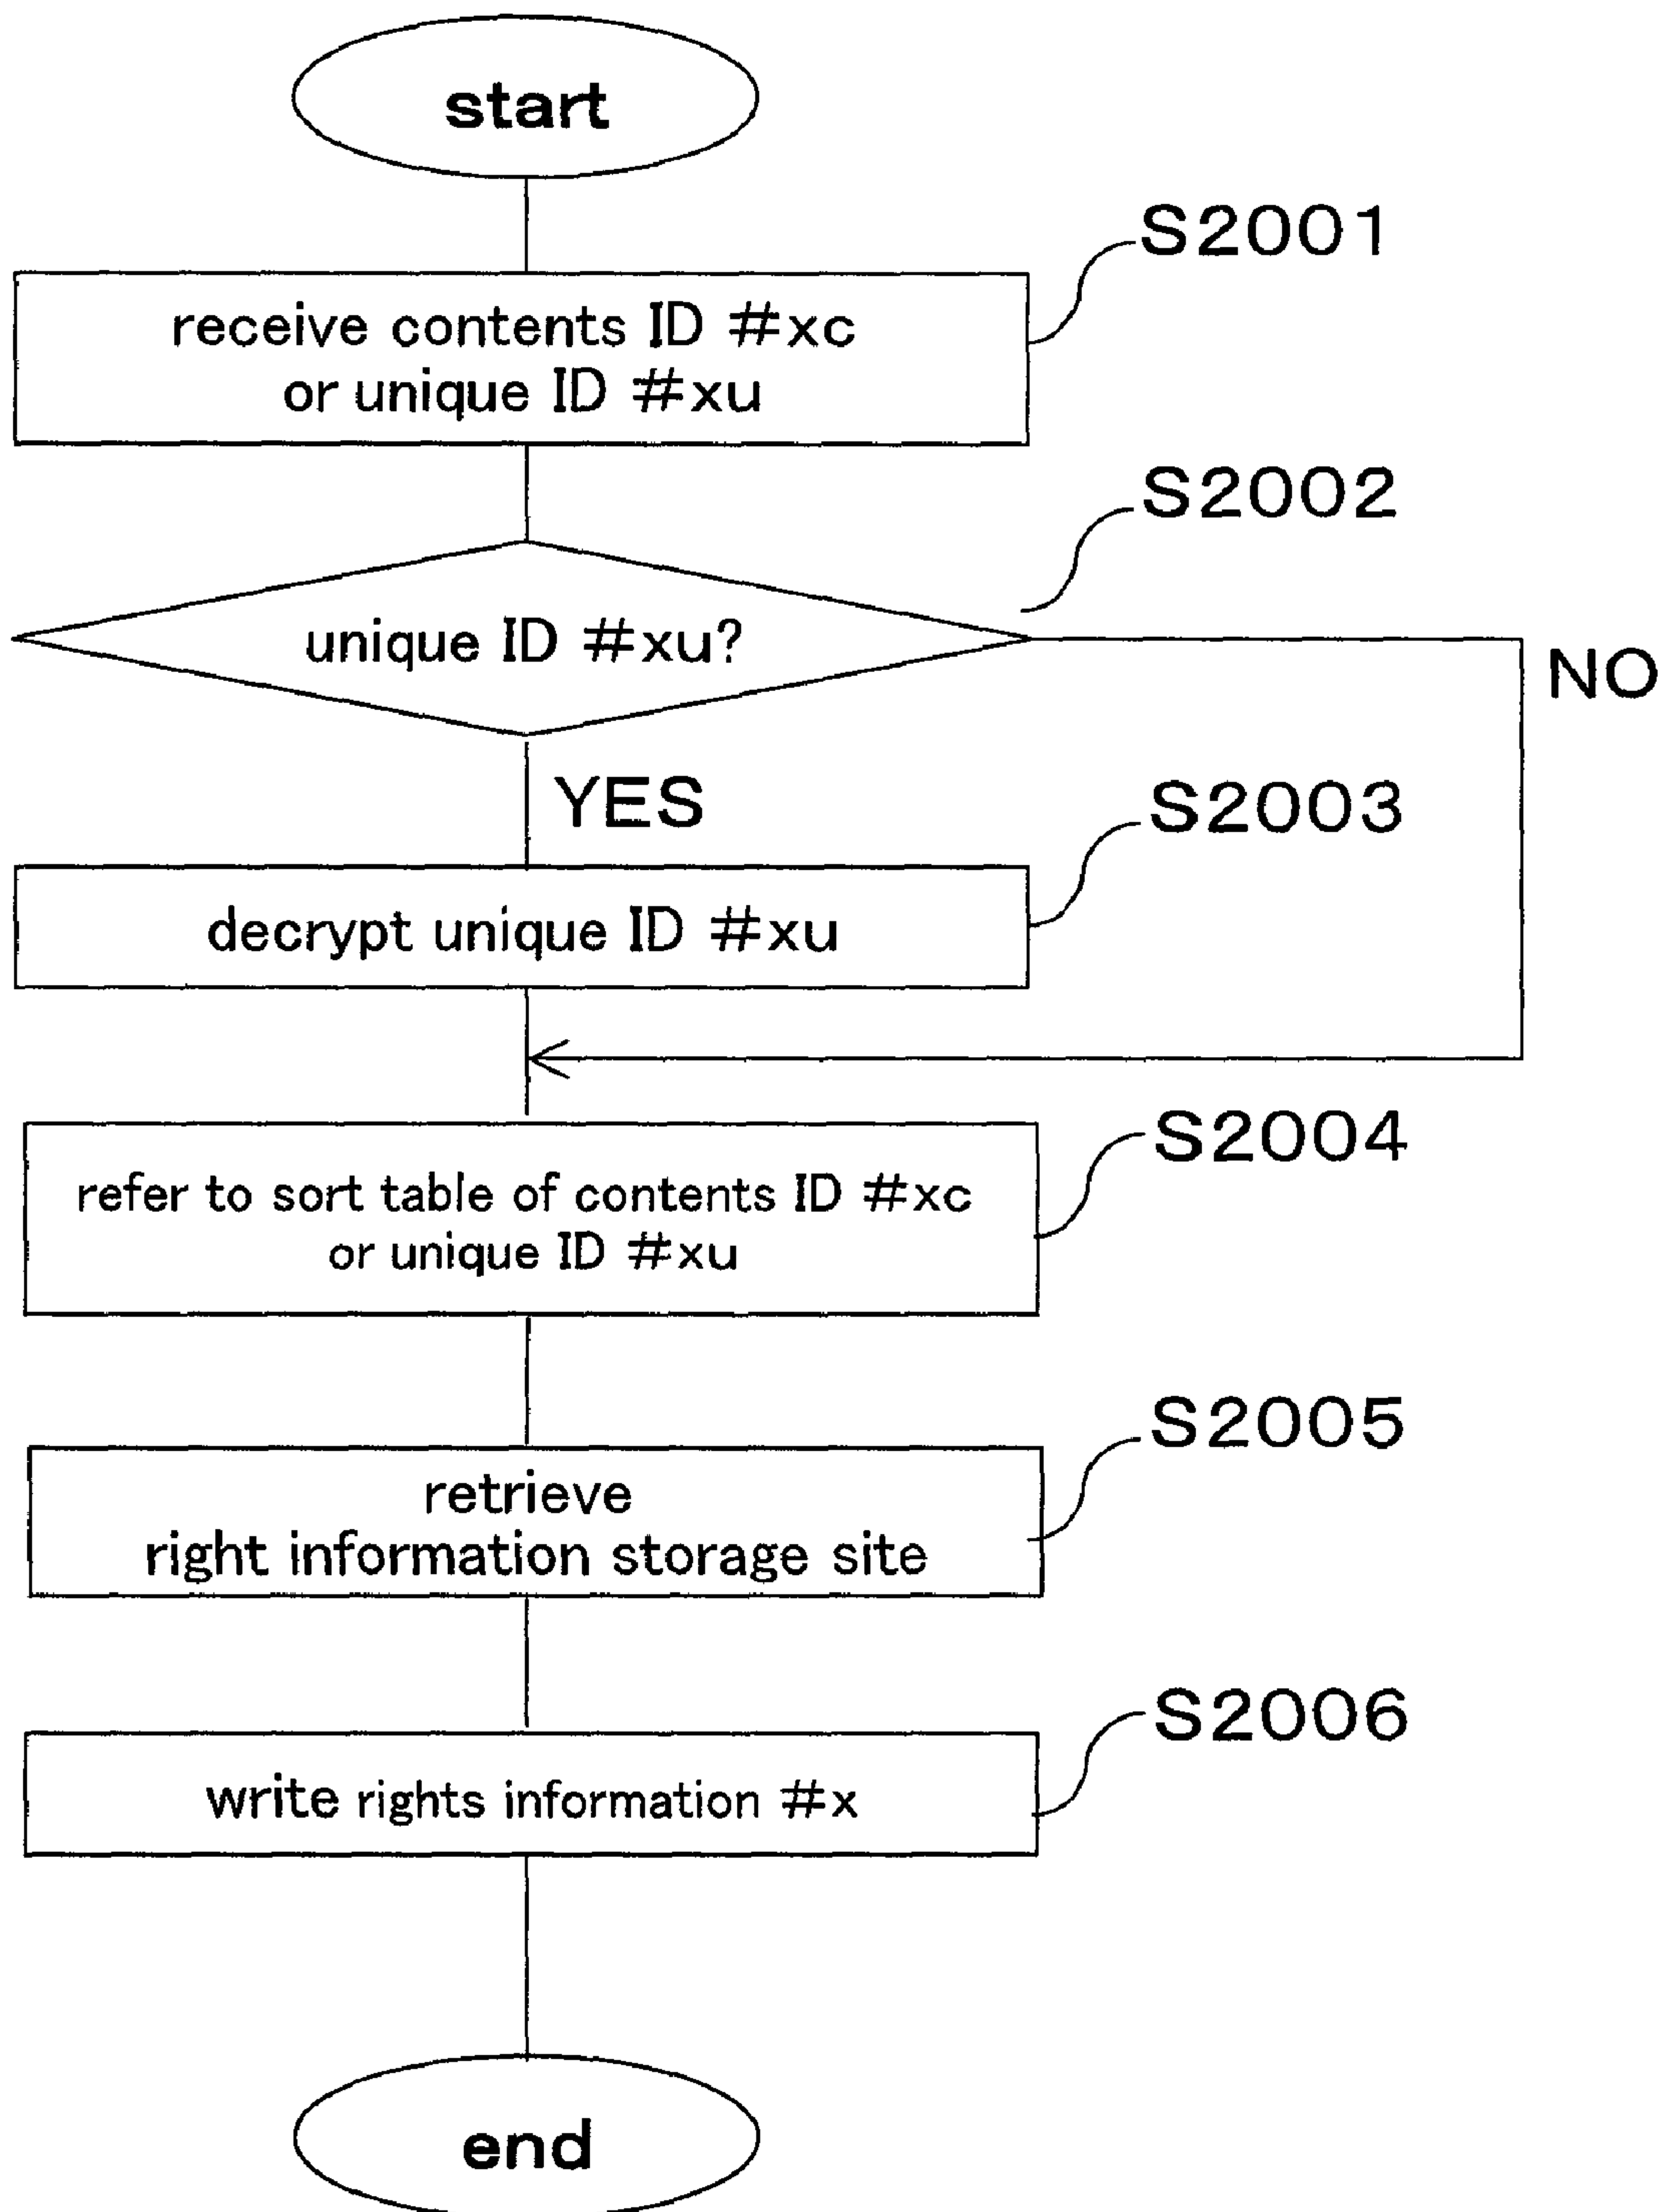 start
S2001
receive contents ID #xc
or unique ID #xu
S2002
unique ID #xu?
NO
YES
S2003
decrypt unique ID #xu
S2004
refer to sort table of contents ID #xc
or unique ID #xu
S2005
retrieve
right information storage site
S2006
write rights information #x
end